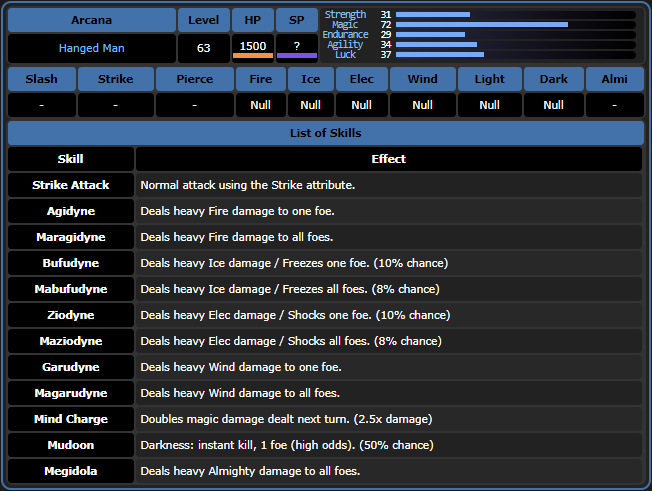 Arcana Level HP SP
Hanged Man 63 1500 ?
Strength 31
Magic 72
Endurance 29
Agility 34
Luck 37
Slash Strike Pierce Fire Ice Elec Wind Light Dark Almi
- - - Null Null Null Null Null Null -
List of Skills
Skill Effect
Strike Attack Normal attack using the Strike attribute.
Agidyne Deals heavy Fire damage to one foe.
Maragidyne Deals heavy Fire damage to all foes.
Bufudyne Deals heavy Ice damage / Freezes one foe. (10% chance)
Mabufudyne Deals heavy Ice damage / Freezes all foes. (8% chance)
Ziodyne Deals heavy Elec damage / Shocks one foe. (10% chance)
Maziodyne Deals heavy Elec damage / Shocks all foes. (8% chance)
Garudyne Deals heavy Wind damage to one foe.
Magarudyne Deals heavy Wind damage to all foes.
Mind Charge Doubles magic damage dealt next turn. (2.5x damage)
Mudoon Darkness: instant kill, 1 foe (high odds). (50% chance)
Megidola Deals heavy Almighty damage to all foes.